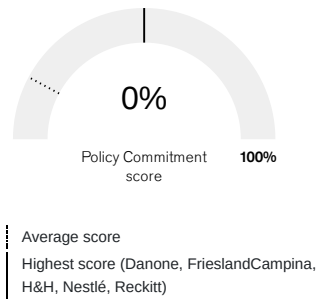 0%
Policy Commitment
score
100%
Average score
Highest score (Danone, FrieslandCampina,
H&H, Nestlé, Reckitt)